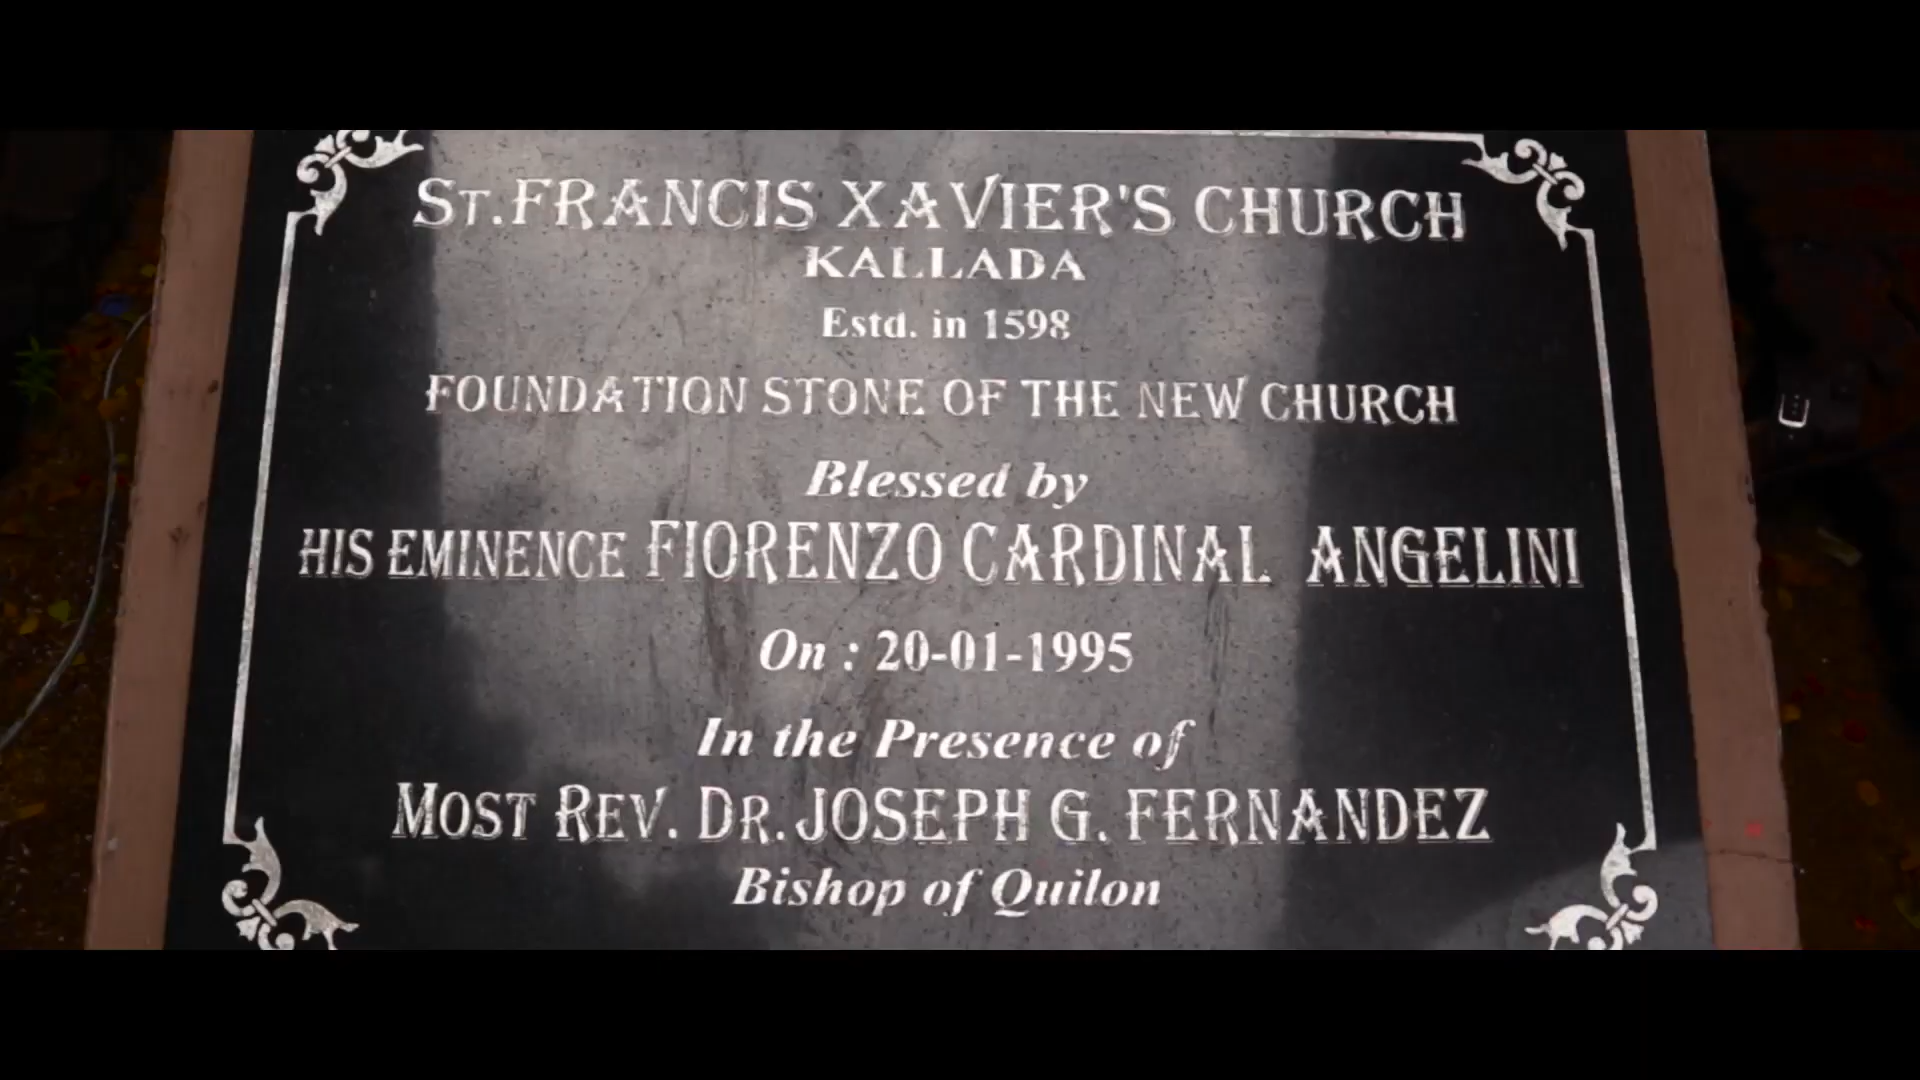 ST. FRANCIS XAVIER'S CHURCH
KALLADA
Estd. in 1598
FOUNDATION STONE OF THE NEW CHURCH
Blessed by
HIS EMINENCE FIORENZO CARDINAL ANGELINI
On : 20-01-1995
In the Presence of
MOST REV. DR. JOSEPH G. FERNANDEZ
Bishop of Quilon